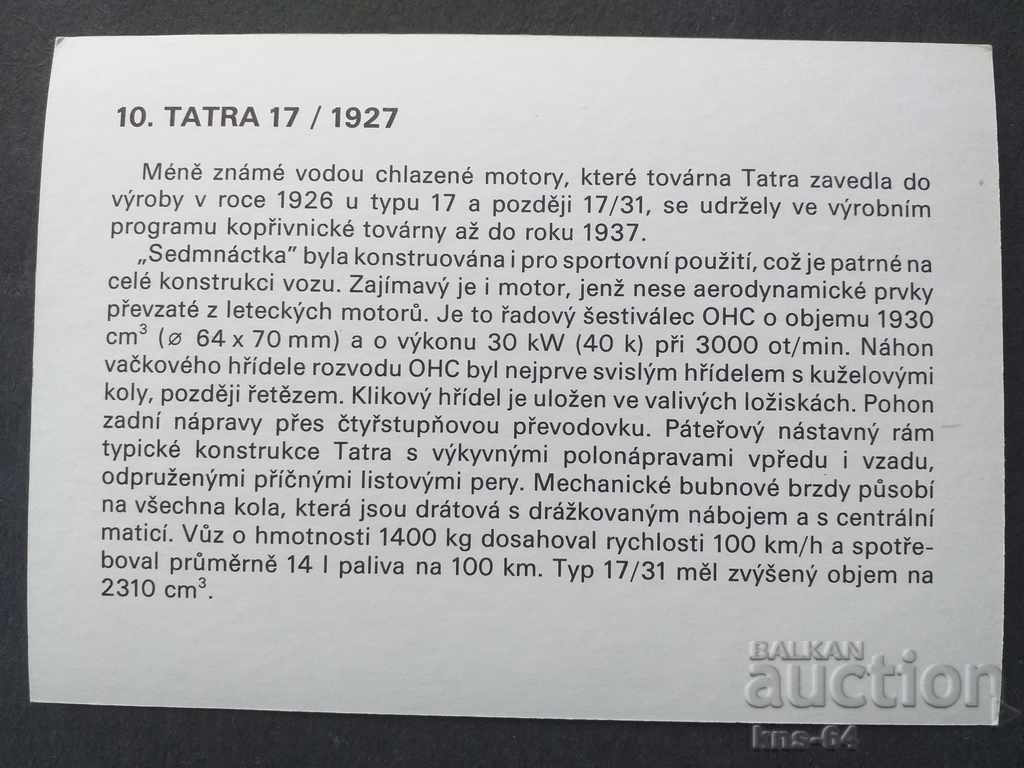 10. TATRA 17 / 1927
Méně známé vodou chlazené motory, které továrna Tatra zavedla do
výroby v roce 1926 u typu 17 a později 17/31, se udržely ve výrobním
programu kopřivnické továrny až do roku 1937.
„Sedmnáctka" byla konstruována i pro sportovní použití, což je patrné na
celé konstrukci vozu. Zajímavý je i motor, jenž nese aerodynamické prvky
převzaté z leteckých motorů. Je to řadový šestiválec OHC o objemu 1930
cm³ (ø 64 x 70 mm) a o výkonu 30 kW (40 k) při 3000 ot/min. Náhon
vačkového hřídele rozvodu OHC byl nejprve svislým hřídelem s kuželovými
koly, později řetězem. Klikový hřídel je uložen ve valivých ložiskách. Pohon
zadní nápravy přes čtyřstupňovou převodovku. Páteřový nástavný rám
typické konstrukce Tatra s výkyvnými polonápravami vpředu i vzadu,
odpruženými příčnými listovými pery. Mechanické bubnové brzdy působí
na všechna kola, která jsou drátová s drážkovaným nábojem a s centrální
maticí. Vůz o hmotnosti 1400 kg dosahoval rychlosti 100 km/h a spotře-
boval průměrně 14 l paliva na 100 km. Typ 17/31 měl zvýšený objem na
2310 cm³.
BALKAN
auction
kns-64